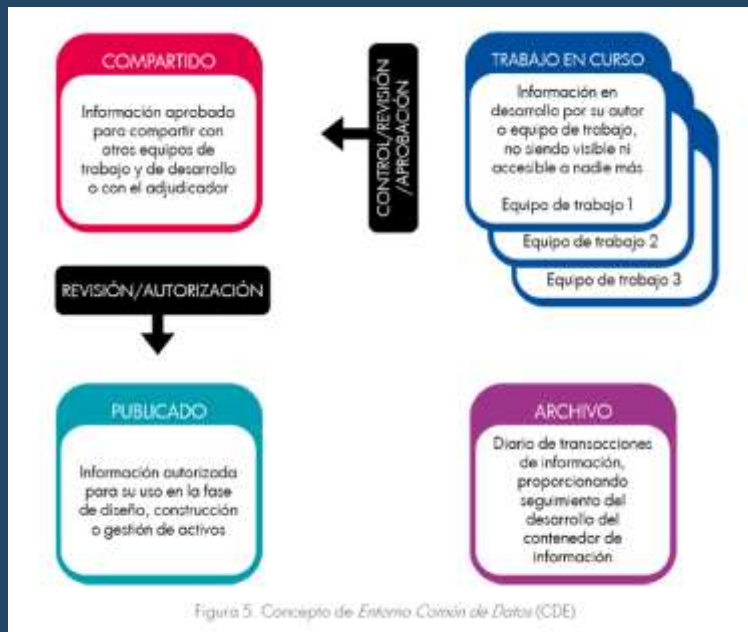 COMPARTIDO
Información aprobada
para compartir con
otros equipos de
trabajo y de desarrollo
o con el adjudicador
CONTROL/REVISIÓN
/APROBACIÓN
TRABAJO EN CURSO
Información en
desarrollo por su autor
o equipo de trabajo,
no siendo visible ni
accesible a nadie más
Equipo de trabajo 1
Equipo de trabajo 2
Equipo de trabajo 3
REVISIÓN/AUTORIZACIÓN
PUBLICADO
Información autorizada
para su uso en la fase
de diseño, construcción
o gestión de activos
ARCHIVO
Diario de transacciones
de información,
proporcionando
seguimiento del
desarrollo del
contenedor de
información
Figura 5. Concepto de Entorno Común de Datos (CDE)